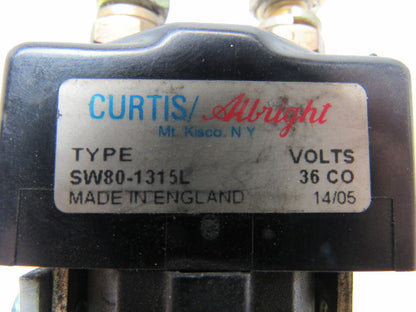 CURTIS/Albright
Mt. Kisco. N Y
TYPE VOLTS
SW80-1315L 36 CO
MADE IN ENGLAND 14/05